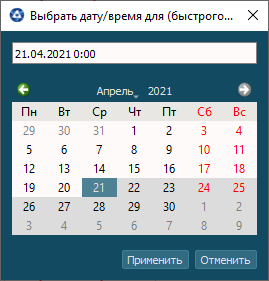 Выбрать дату/время для (быстрого...
21.04.2021 0:00
Апрель, 2021
Пн Вт Ср Чт Пт Сб Вс
29 30 31 1 2 3 4
5 6 7 8 9 10 11
12 13 14 15 16 17 18
19 20 21 22 23 24 25
26 27 28 29 30 1 2
3 4 5 6 7 8 9
Применить Отменить